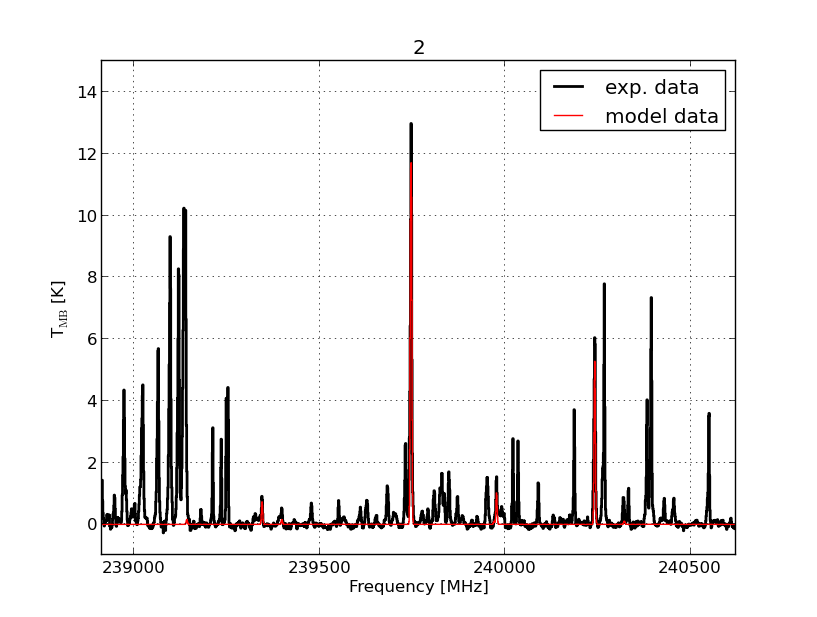 2
exp. data
model data
14
12
10
8
6
4
2
0
T_MB [K]
239000 239500 240000 240500
Frequency [MHz]